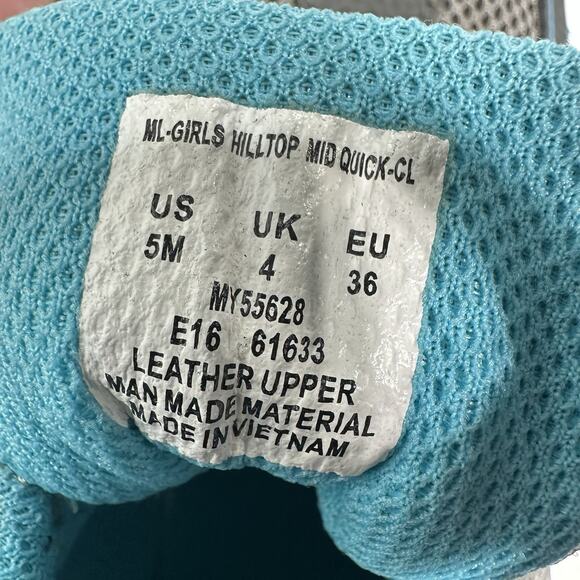 ML-GIRLS HILLTOP MID QUICK-CL
US UK EU
5M 4 36
MY55628
E16 61633
LEATHER UPPER
MAN MADE MATERIAL
MADE IN VIETNAM